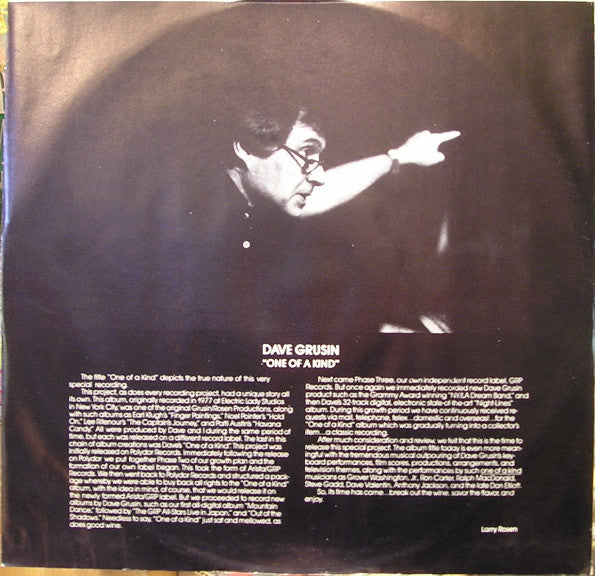 DAVE GRUSIN
"ONE OF A KIND"
The title "One of a Kind" depicts the true nature of this very
special recording.
This project, as does every recording project, had a unique story all
its own. This album, originally recorded in 1977 at Electric Lady Studios
in New York City, was one of the original Grusin/Rosen Productions, along
with such albums as Earl Klugh's "Finger Paintings," Noel Pointer's "Hold
On," Lee Ritenour's "The Captains Journey," and Patti Austin's "Havana
Candy." All were produced by Dave and I during the same period of
time, but each was released on a different record label. The last in this
chain of album creations was Dave's "One of a Kind." This project was
initially released on Polydor Records. Immediately following the release
on Polydor we put together Phase Two of our growth plan and the
formation of our own label began. This took the form of Arista/GRP
Records. We then went back to Polydor Records and structured a pack-
age whereby we were able to buy back all rights to the "One of a Kind"
album, with the idea in mind, of course, that we would release it on
the newly formed Arista/GRP label. But we proceeded to record new
albums by Dave Grusin, such as our first all-digital album "Mountain
Dance," followed by "The GRP All-Stars Live in Japan," and "Out of the
Shadows." Needless to say, "One of a Kind" just sat and mellowed, as
does good wine.
Next came Phase Three, our own independent record label, GRP
Records. But once again we immediately recorded new Dave Grusin
product such as the Grammy Award winning "NY/LA Dream Band," and
then Dave's 32 track digital, electronic state of the art "Night-Lines"
album. During this growth period we have continuously received re-
quests via mail, telephone, telex... domestic and overseas!... for the
"One of a Kind" album which was gradually turning into a collector's
item... a classic recording.
After much consideration and review, we felt that this is the time to
release this special project. The album title today is even more mean-
ingful with the tremendous musical outpouring of Dave Grusin's key-
board performances, film scores, productions, arrangements, and
television themes, along with the performances by such one of a kind
musicians as Grover Washington, Jr., Ron Carter, Ralph MacDonald,
Steve Gadd, Dave Valentin, Anthony Jackson, and the late Don Elliott.
So, it's time has come... break out the wine, savor the flavor, and
enjoy.
Larry Rosen